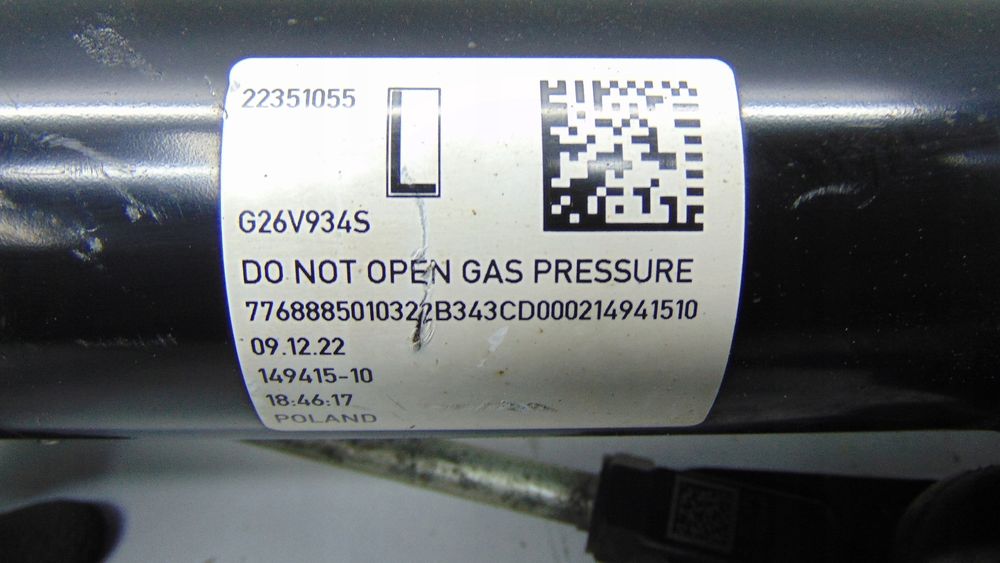 22351055
L
G26V934S
DO NOT OPEN GAS PRESSURE
7768885010322B343CD000214941510
09.12.22
149415-10
18:46:17
POLAND